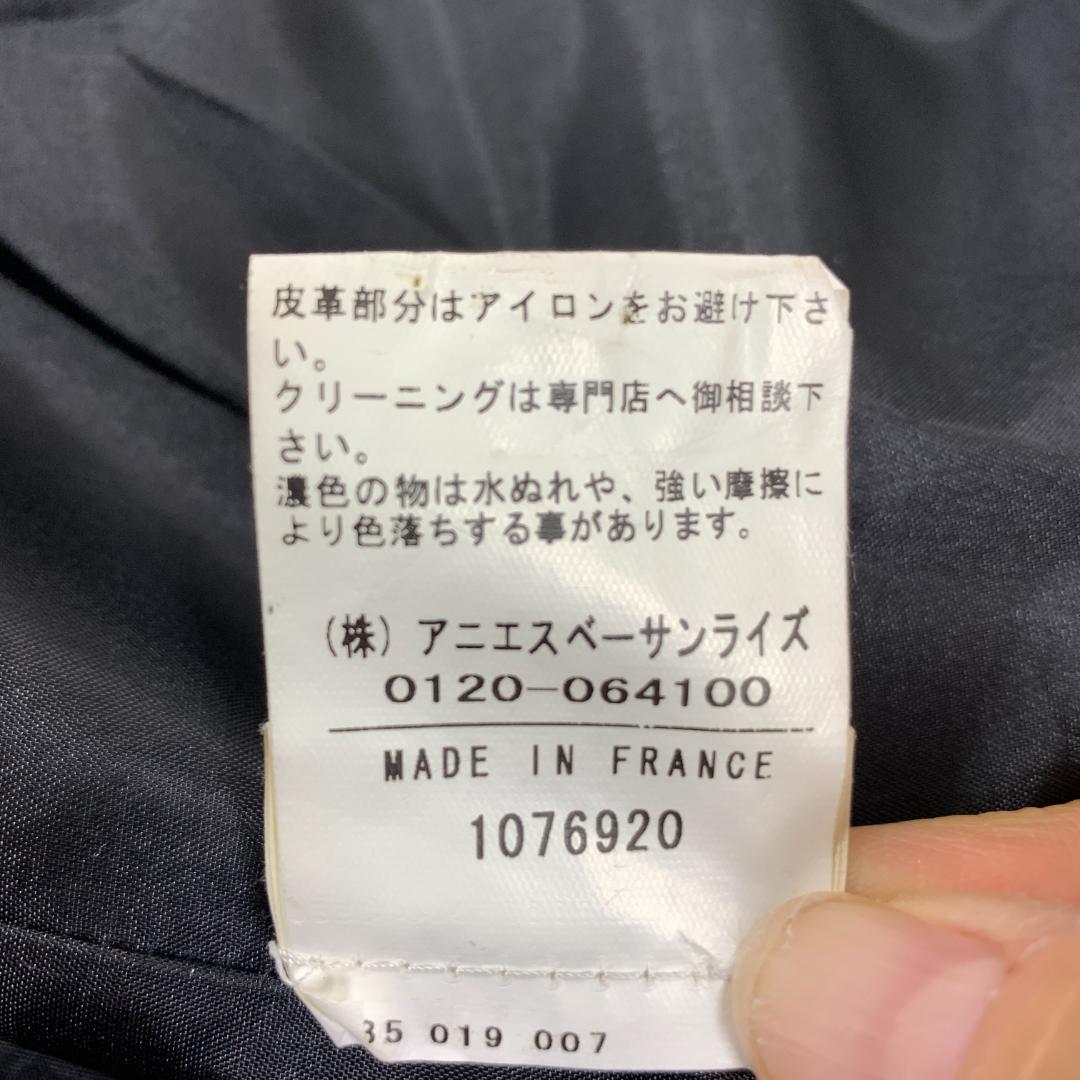 皮革部分はアイロンをお避け下さ
い。
クリーニングは専門店へ御相談下
さい。
濃色の物は水ぬれや、強い摩擦に
より色落ちする事があります。
(株)アニエスベーサンライズ
0120-064100
MADE IN FRANCE
1076920
35 019 007